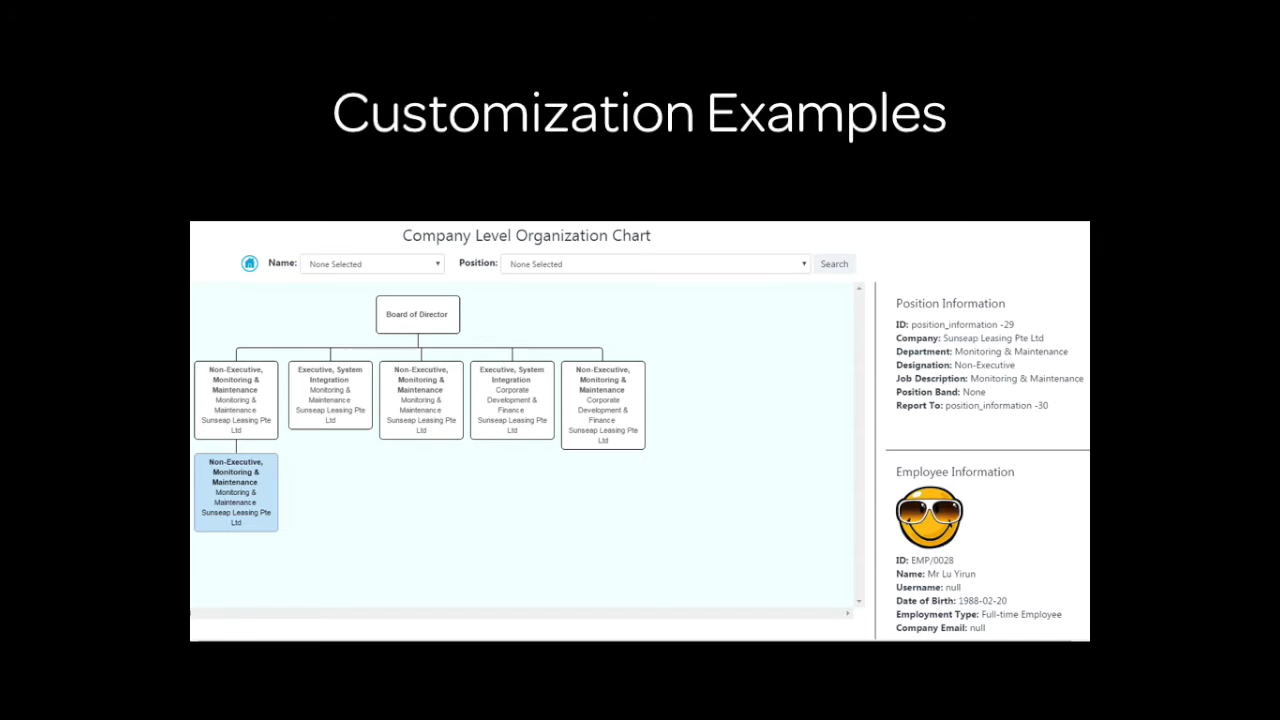 Customization Examples
Company Level Organization Chart
Name: None Selected Position: None Selected Search
Board of Director
Non-Executive,
Monitoring &
Maintenance
Monitoring &
Maintenance
Sunseap Leasing Pte
Ltd
Executive, System
Integration
Monitoring &
Maintenance
Sunseap Leasing Pte
Ltd
Non-Executive,
Monitoring &
Maintenance
Monitoring &
Maintenance
Sunseap Leasing Pte
Ltd
Executive, System
Integration
Corporate
Development &
Finance
Sunseap Leasing Pte
Ltd
Non-Executive,
Monitoring &
Maintenance
Corporate
Development &
Finance
Sunseap Leasing Pte
Ltd
Non-Executive,
Monitoring &
Maintenance
Monitoring &
Maintenance
Sunseap Leasing Pte
Ltd
Position Information
ID: position_information -29
Company: Sunseap Leasing Pte Ltd
Department: Monitoring & Maintenance
Designation: Non-Executive
Job Description: Monitoring & Maintenance
Position Band: None
Report To: position_information -30
Employee Information
ID: EMP/0028
Name: Mr Lu Yirun
Username: null
Date of Birth: 1988-02-20
Employment Type: Full-time Employee
Company Email: null